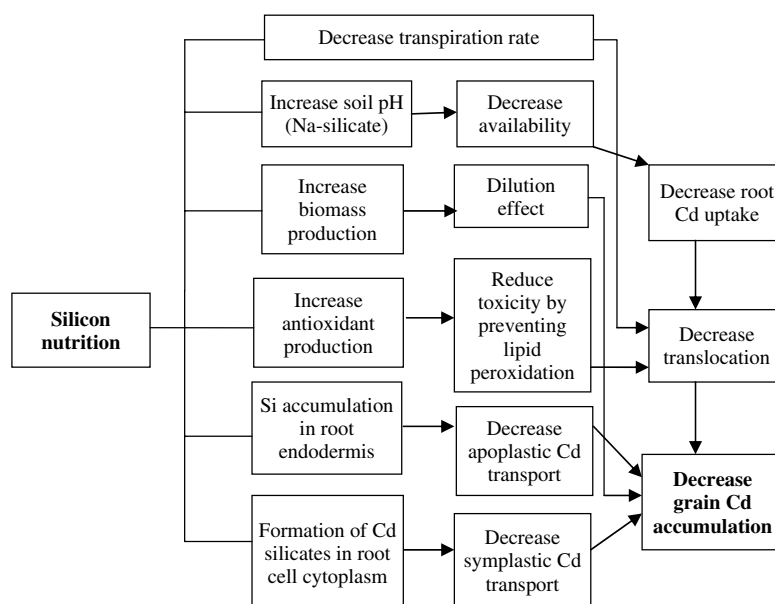 Decrease transpiration rate
Increase soil pH
(Na-silicate)
Decrease
availability
Increase
biomass
production
Dilution
effect
Decrease root
Cd uptake
Silicon
nutrition
Increase
antioxidant
production
Reduce
toxicity by
preventing
lipid
peroxidation
Decrease
translocation
Si accumulation
in root
endodermis
Decrease
apoplastic Cd
transport
Decrease
grain Cd
accumulation
Formation of Cd
silicates in root
cell cytoplasm
Decrease
symplastic Cd
transport